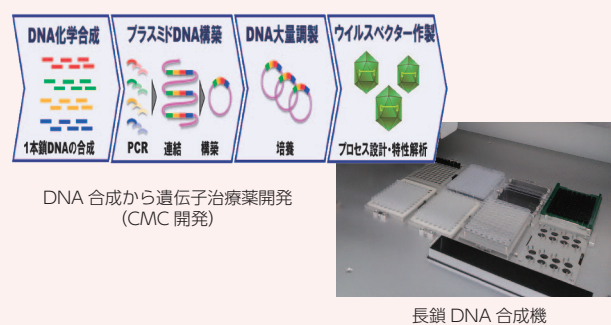 DNA化学合成
プラスミドDNA構築
DNA大量調製
ウイルスベクター作製
1本鎖DNAの合成
PCR 連結 構築
培養
プロセス設計・特性解析
DNA 合成から遺伝子治療薬開発
(CMC 開発)
長鎖 DNA 合成機